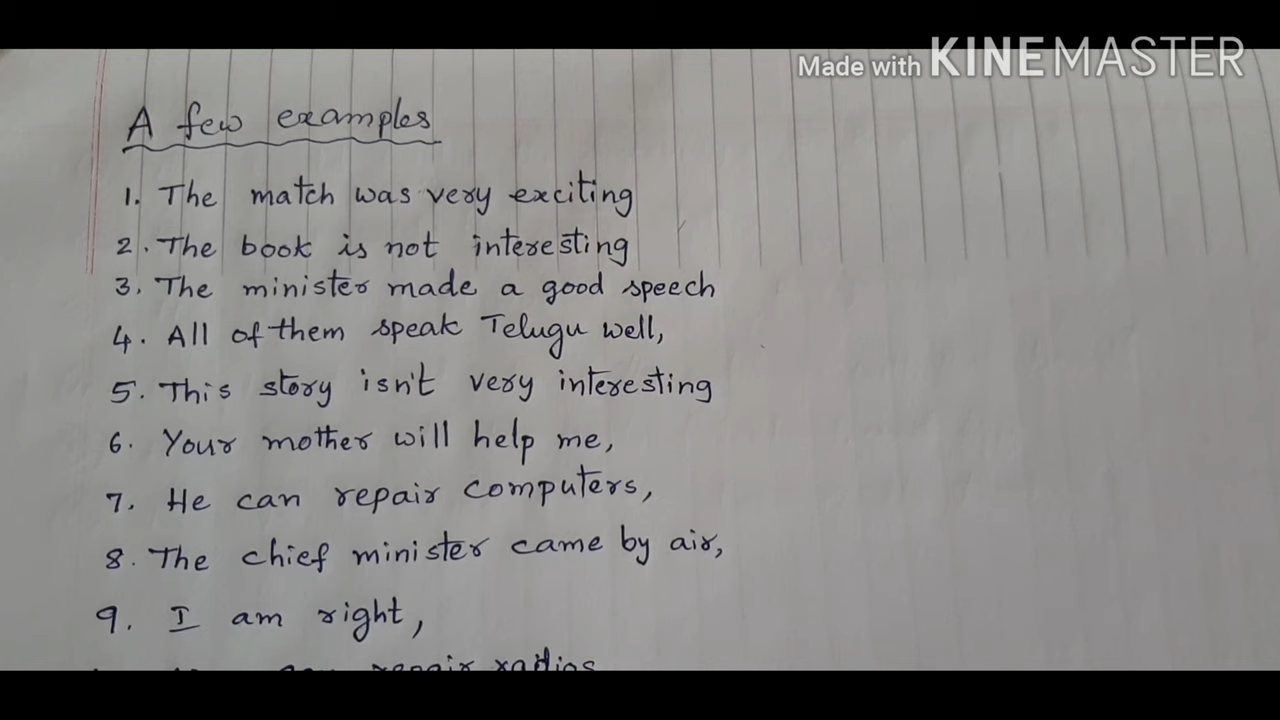 Made with KINEMASTER
A few examples
1. The match was very exciting
2. The book is not interesting
3. The minister made a good speech
4. All of them speak Telugu well,
5. This story isn't very interesting
6. Your mother will help me,
7. He can repair computers,
8. The chief minister came by air,
9. I am right,
repair radios